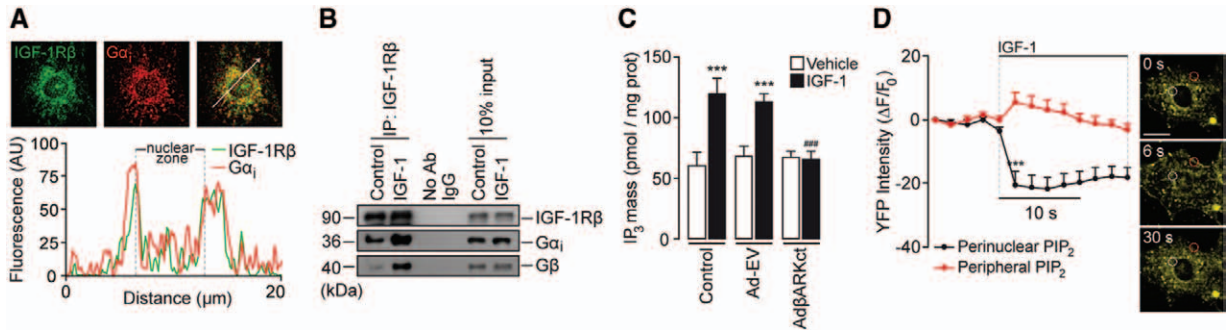 A
IGF-1Rβ
Gαi
Fluorescence (AU)
100
75
50
25
0
nuclear
zone
IGF-1Rβ
Gαi
0
10
20
Distance (µm)
B
IP: IGF-1Rβ
10% input
Control
IGF-1
No Ab
IgG
Control
IGF-1
90
IGF-1Rβ
36
Gαi
40
Gβ
(kDa)
C
IP3 mass (pmol / mg prot)
150
100
50
0
Vehicle
IGF-1
***
***
###
Control
Ad-EV
AdβARKct
D
IGF-1
YFP Intensity (ΔF/F0)
20
0
-20
-40
***
10 s
Perinuclear PIP2
Peripheral PIP2
0 s
6 s
30 s